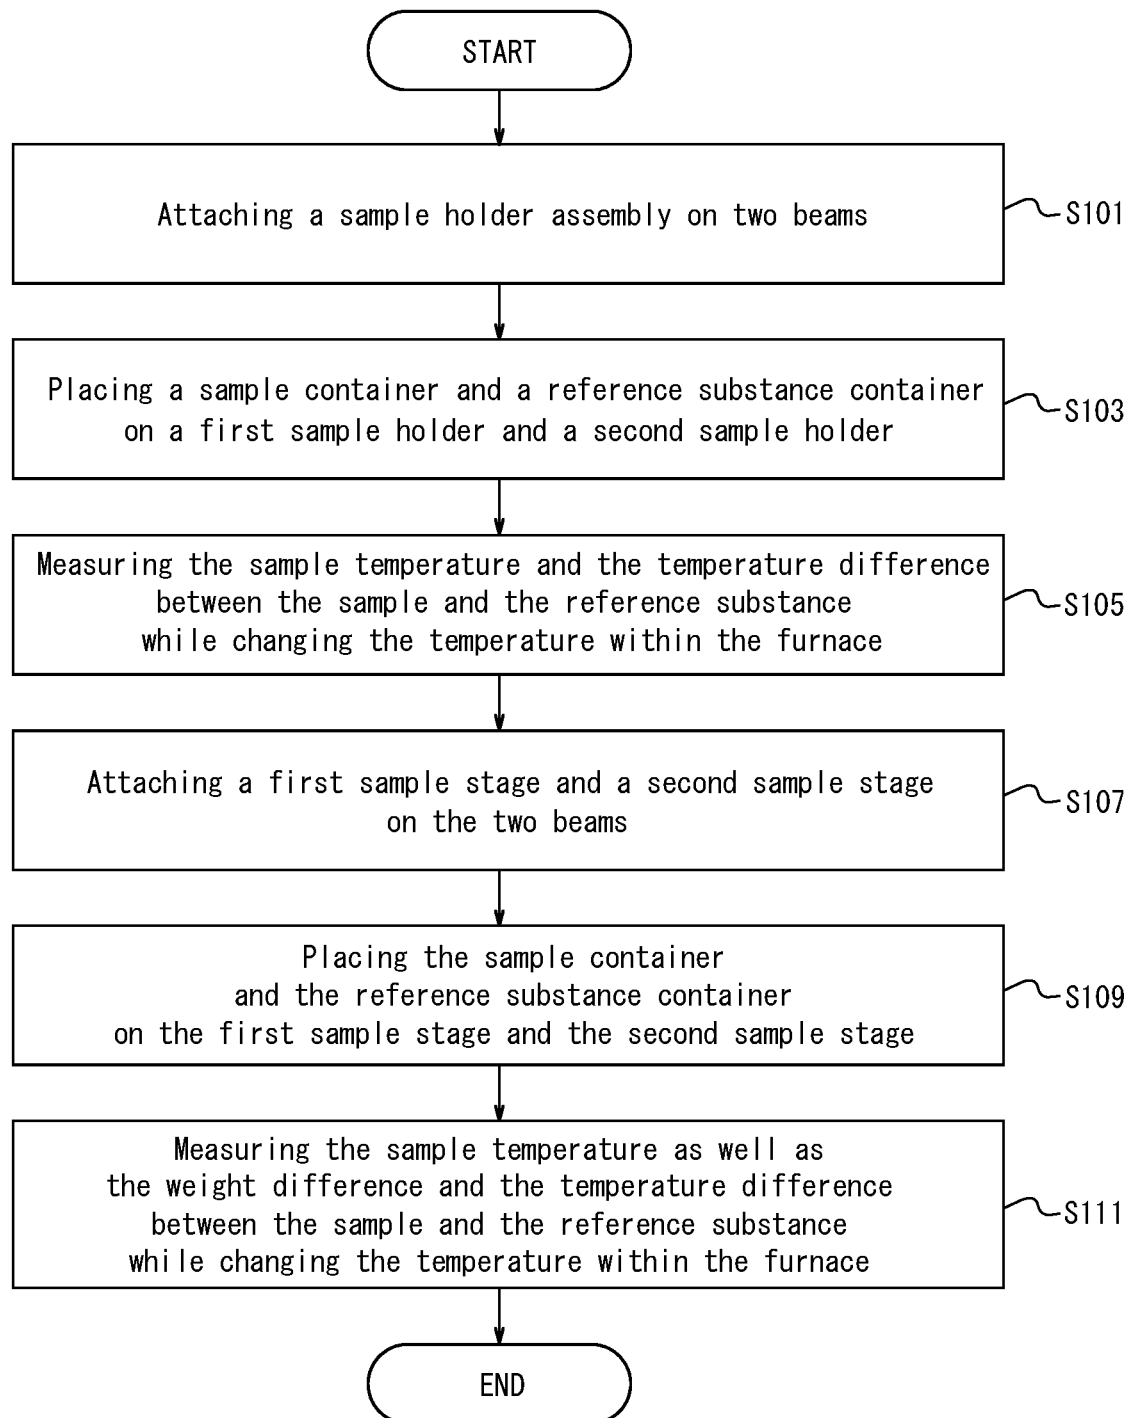 START
Attaching a sample holder assembly on two beams
S101
Placing a sample container and a reference substance container
on a first sample holder and a second sample holder
S103
Measuring the sample temperature and the temperature difference
between the sample and the reference substance
while changing the temperature within the furnace
S105
Attaching a first sample stage and a second sample stage
on the two beams
S107
Placing the sample container
and the reference substance container
on the first sample stage and the second sample stage
S109
Measuring the sample temperature as well as
the weight difference and the temperature difference
between the sample and the reference substance
while changing the temperature within the furnace
S111
END